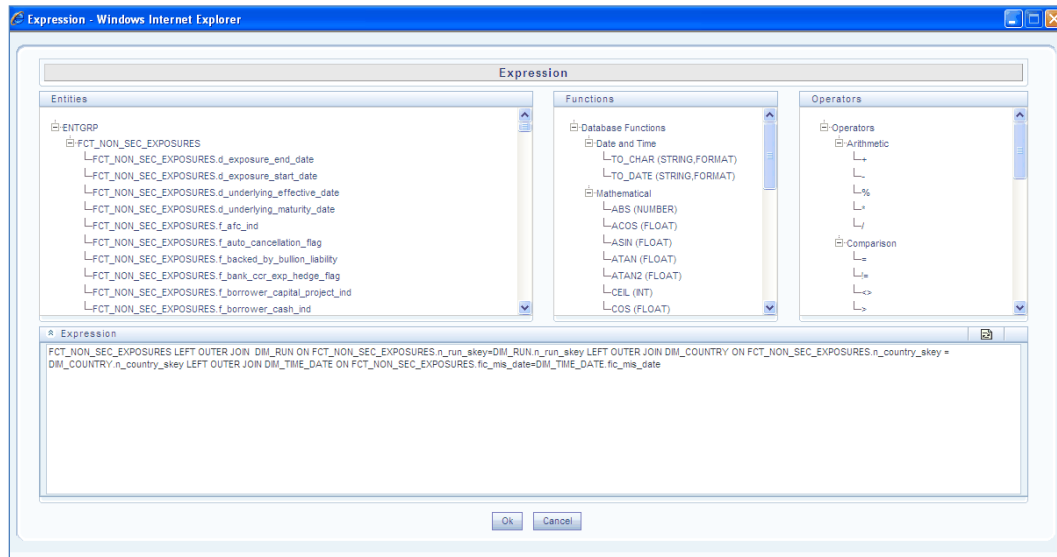 Expression - Windows Internet Explorer
Expression
Entities
ENTGRP
FCT_NON_SEC_EXPOSURES
FCT_NON_SEC_EXPOSURES.d_exposure_end_date
FCT_NON_SEC_EXPOSURES.d_exposure_start_date
FCT_NON_SEC_EXPOSURES.d_underlying_effective_date
FCT_NON_SEC_EXPOSURES.d_underlying_maturity_date
FCT_NON_SEC_EXPOSURES.f_afc_ind
FCT_NON_SEC_EXPOSURES.f_auto_cancellation_flag
FCT_NON_SEC_EXPOSURES.f_backed_by_bullion_liability
FCT_NON_SEC_EXPOSURES.f_bank_ccr_exp_hedge_flag
FCT_NON_SEC_EXPOSURES.f_borrower_capital_project_ind
FCT_NON_SEC_EXPOSURES.f_borrower_cash_ind
Functions
Database Functions
Date and Time
TO_CHAR (STRING,FORMAT)
TO_DATE (STRING,FORMAT)
Mathematical
ABS (NUMBER)
ACOS (FLOAT)
ASIN (FLOAT)
ATAN (FLOAT)
ATAN2 (FLOAT)
CEIL (INT)
COS (FLOAT)
Operators
Operators
Arithmetic
+
-
%
*
/
Comparison
=
!=
<>
>
Expression
FCT_NON_SEC_EXPOSURES LEFT OUTER JOIN  DIM_RUN ON FCT_NON_SEC_EXPOSURES.n_run_skey=DIM_RUN.n_run_skey LEFT OUTER JOIN DIM_COUNTRY ON FCT_NON_SEC_EXPOSURES.n_country_skey =
DIM_COUNTRY.n_country_skey LEFT OUTER JOIN DIM_TIME_DATE ON FCT_NON_SEC_EXPOSURES.fic_mis_date=DIM_TIME_DATE.fic_mis_date
Ok
Cancel